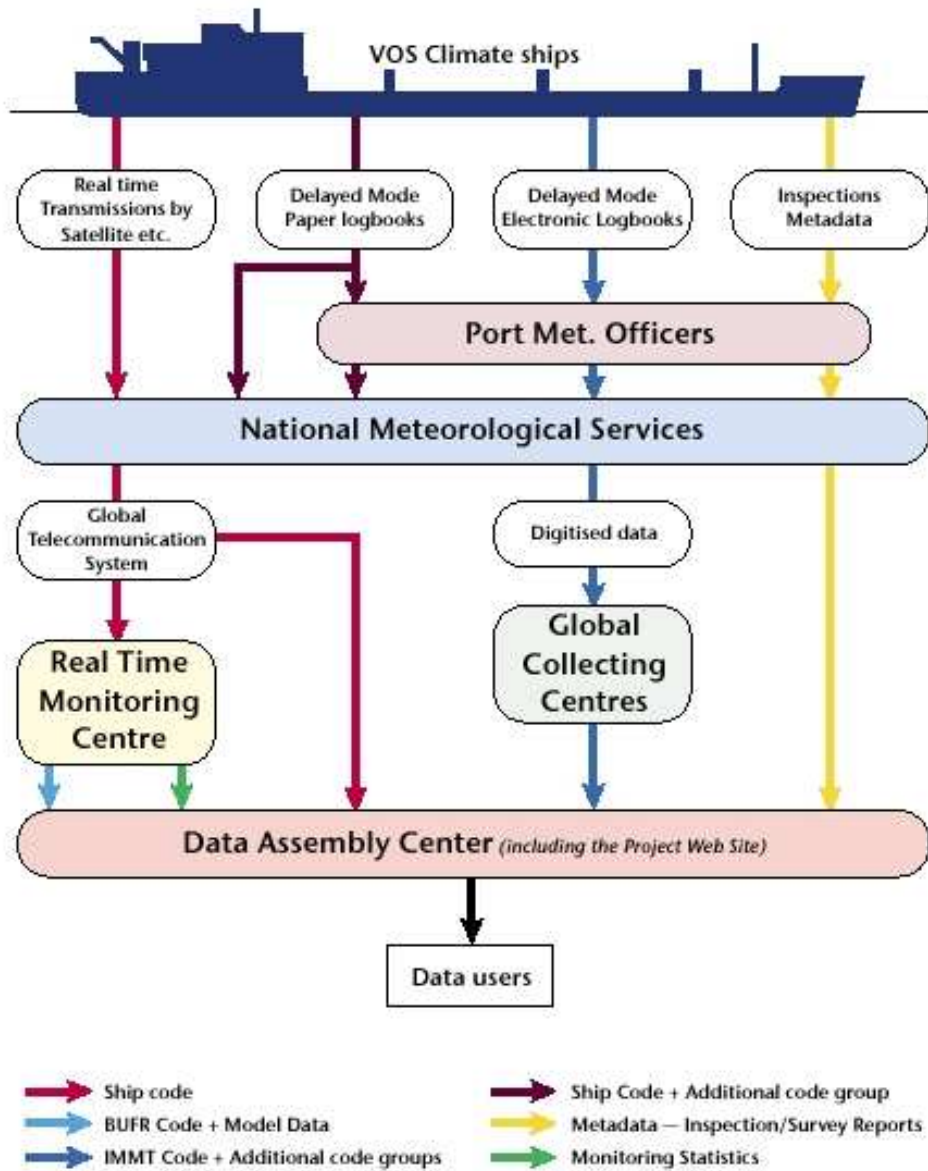 VOS Climate ships
Real time
Transmissions by
Satellite etc.
Delayed Mode
Paper logbooks
Delayed Mode
Electronic Logbooks
Inspections
Metadata
Port Met. Officers
National Meteorological Services
Global
Telecommunication
System
Digitised data
Real Time
Monitoring
Centre
Global
Collecting
Centres
Data Assembly Center (including the Project Web Site)
Data users
Ship code
BUFR Code + Model Data
IMMT Code + Additional code groups
Ship Code + Additional code group
Metadata — Inspection/Survey Reports
Monitoring Statistics